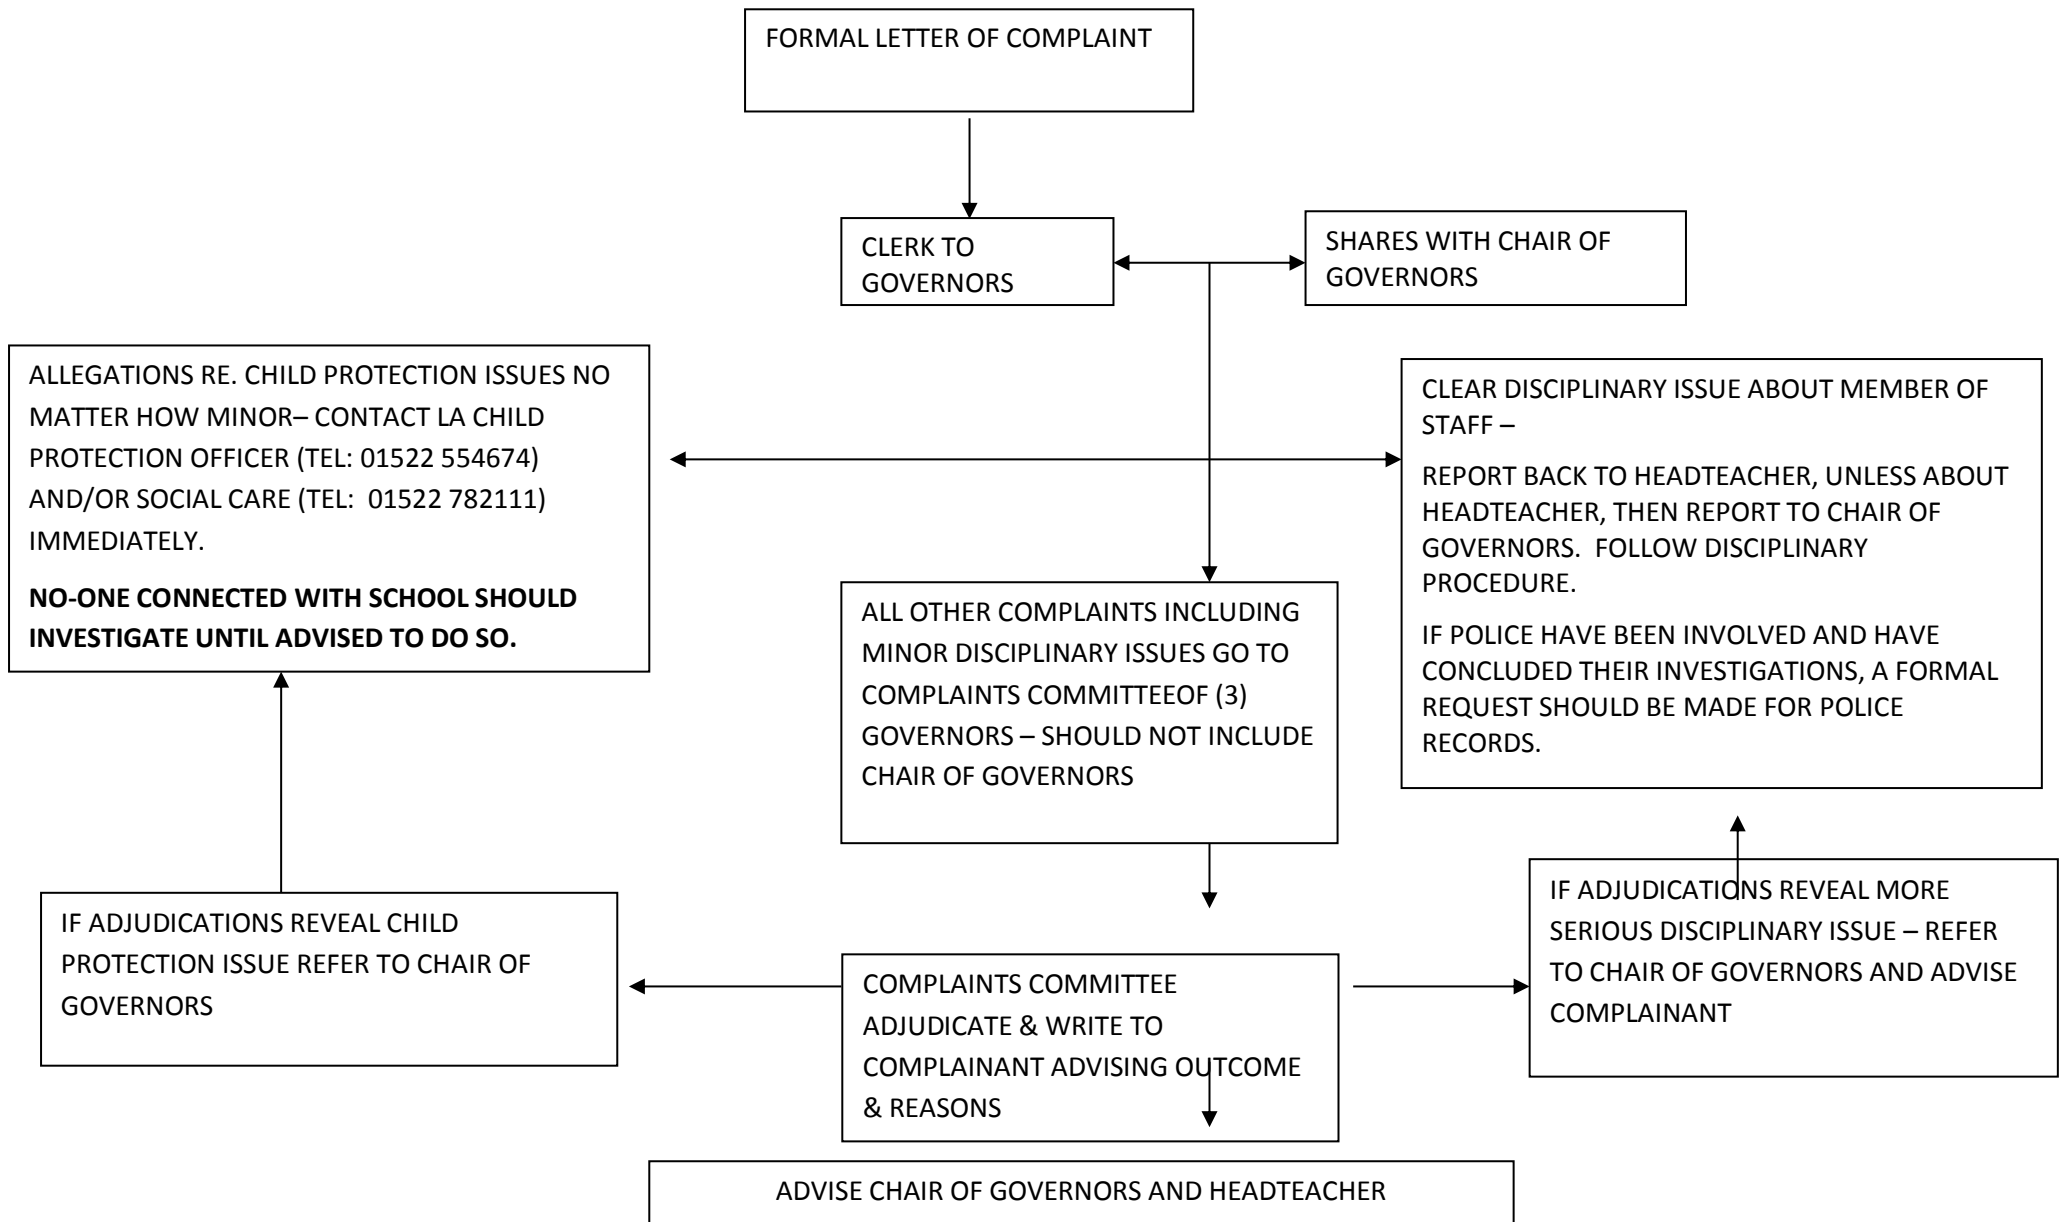 FORMAL LETTER OF COMPLAINT
CLERK TO
GOVERNORS
SHARES WITH CHAIR OF
GOVERNORS
ALLEGATIONS RE. CHILD PROTECTION ISSUES NO
MATTER HOW MINOR– CONTACT LA CHILD
PROTECTION OFFICER (TEL: 01522 554674)
AND/OR SOCIAL CARE (TEL:  01522 782111)
IMMEDIATELY.
NO-ONE CONNECTED WITH SCHOOL SHOULD
INVESTIGATE UNTIL ADVISED TO DO SO.
CLEAR DISCIPLINARY ISSUE ABOUT MEMBER OF
STAFF –
REPORT BACK TO HEADTEACHER, UNLESS ABOUT
HEADTEACHER, THEN REPORT TO CHAIR OF
GOVERNORS.  FOLLOW DISCIPLINARY
PROCEDURE.
IF POLICE HAVE BEEN INVOLVED AND HAVE
CONCLUDED THEIR INVESTIGATIONS, A FORMAL
REQUEST SHOULD BE MADE FOR POLICE
RECORDS.
ALL OTHER COMPLAINTS INCLUDING
MINOR DISCIPLINARY ISSUES GO TO
COMPLAINTS COMMITTEEOF (3)
GOVERNORS – SHOULD NOT INCLUDE
CHAIR OF GOVERNORS
IF ADJUDICATIONS REVEAL CHILD
PROTECTION ISSUE REFER TO CHAIR OF
GOVERNORS
COMPLAINTS COMMITTEE
ADJUDICATE & WRITE TO
COMPLAINANT ADVISING OUTCOME
& REASONS
IF ADJUDICATIONS REVEAL MORE
SERIOUS DISCIPLINARY ISSUE – REFER
TO CHAIR OF GOVERNORS AND ADVISE
COMPLAINANT
ADVISE CHAIR OF GOVERNORS AND HEADTEACHER